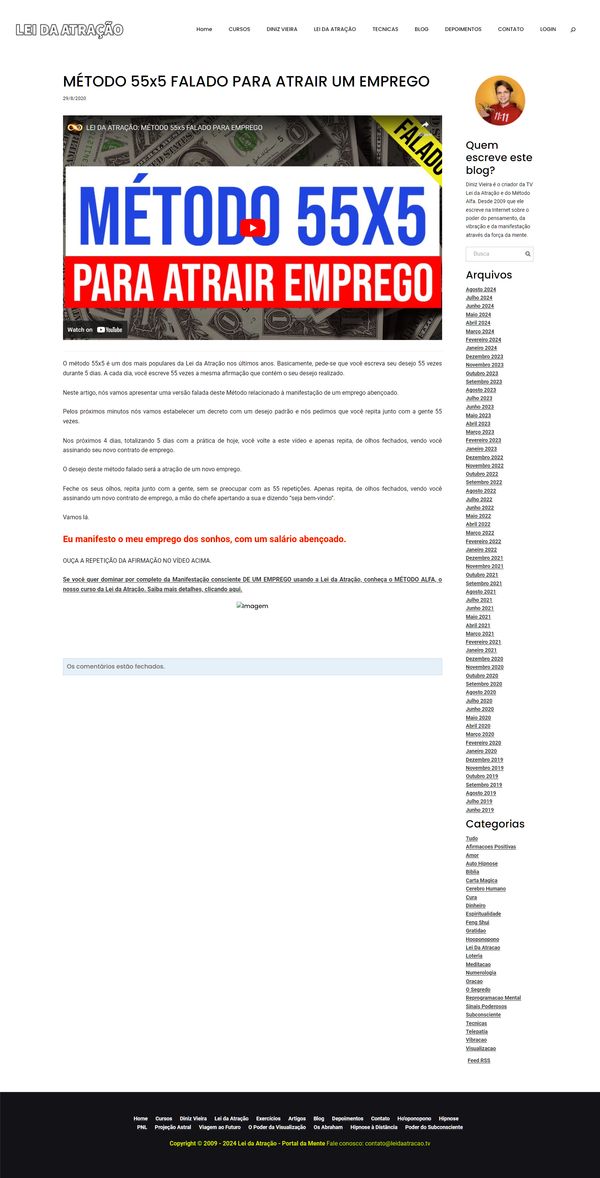 LEI DA ATRAÇÃO
Home CURSOS DINIZ VIEIRA LEI DA ATRAÇÃO TECNICAS BLOG DEPOIMENTOS CONTATO LOGIN
MÉTODO 55x5 FALADO PARA ATRAIR UM EMPREGO
29/8/2020
LEI DA ATRAÇÃO: MÉTODO 55x5 FALADO PARA EMPREGO
FALADO
MÉTODO 55X5
PARA ATRAIR EMPREGO
Watch on YouTube
O método 55x5 é um dos mais populares da Lei da Atração nos últimos anos. Basicamente, pede-se que você escreva seu desejo 55 vezes
durante 5 dias. A cada dia, você escreve 55 vezes a mesma afirmação que contém o seu desejo realizado.
Neste artigo, nós vamos apresentar uma versão falada deste Método relacionado à manifestação de um emprego abençoado.
Pelos próximos minutos nós vamos estabelecer um decreto com um desejo padrão e nós pedimos que você repita junto com a gente 55
vezes.
Nos próximos 4 dias, totalizando 5 dias com a prática de hoje, você volte a este vídeo e apenas repita, de olhos fechados, vendo você
assinando seu novo contrato de emprego.
O desejo deste método falado será a atração de um novo emprego.
Feche os seus olhos, repita junto com a gente, sem se preocupar com as 55 repetições. Apenas repita, de olhos fechados, vendo você
assinando um novo contrato de emprego, a mão do chefe apertando a sua e dizendo "seja bem-vindo".
Vamos lá.
Eu manifesto o meu emprego dos sonhos, com um salário abençoado.
OUÇA A REPETIÇÃO DA AFIRMAÇÃO NO VÍDEO ACIMA.
Se você quer dominar por completo da Manifestação consciente DE UM EMPREGO usando a Lei da Atração, conheça o MÉTODO ALFA, o
nosso curso da Lei da Atração. Saiba mais detalhes, clicando aqui.
Imagem
Os comentários estão fechados.
11:11
Quem
escreve este
blog?
Diniz Vieira é o criador da TV
Lei da Atração e do Método
Alfa. Desde 2009 que ele
escreve na Internet sobre o
poder do pensamento, da
vibração e da manifestação
através da força da mente.
Busca
Arquivos
Agosto 2024
Julho 2024
Junho 2024
Maio 2024
Abril 2024
Março 2024
Fevereiro 2024
Janeiro 2024
Dezembro 2023
Novembro 2023
Outubro 2023
Setembro 2023
Agosto 2023
Julho 2023
Junho 2023
Maio 2023
Abril 2023
Março 2023
Fevereiro 2023
Janeiro 2023
Dezembro 2022
Novembro 2022
Outubro 2022
Setembro 2022
Agosto 2022
Julho 2022
Junho 2022
Maio 2022
Abril 2022
Março 2022
Fevereiro 2022
Janeiro 2022
Dezembro 2021
Novembro 2021
Outubro 2021
Setembro 2021
Agosto 2021
Julho 2021
Junho 2021
Maio 2021
Abril 2021
Março 2021
Fevereiro 2021
Janeiro 2021
Dezembro 2020
Novembro 2020
Outubro 2020
Setembro 2020
Agosto 2020
Julho 2020
Junho 2020
Maio 2020
Abril 2020
Março 2020
Fevereiro 2020
Janeiro 2020
Dezembro 2019
Novembro 2019
Outubro 2019
Setembro 2019
Agosto 2019
Julho 2019
Junho 2019
Categorias
Tudo
Afirmacoes Positivas
Amor
Auto Hipnose
Biblia
Carta Magica
Cerebro Humano
Cura
Dinheiro
Espiritualidade
Feng Shui
Gratidao
Hooponopono
Lei Da Atracao
Loteria
Meditacao
Numerologia
Oracao
O Segredo
Reprogramacao Mental
Sinais Poderosos
Subconsciente
Tecnicas
Telepatia
Vibracao
Visualizacao
Feed RSS
Home Cursos Diniz Vieira Lei da Atração Exercícios Artigos Blog Depoimentos Contato Ho'oponopono Hipnose
PNL Projeção Astral Viagem ao Futuro O Poder da Visualização Os Abraham Hipnose à Distância Poder do Subconsciente
Copyright © 2009 - 2024 Lei da Atração - Portal da Mente Fale conosco: contato@leidaatracao.tv